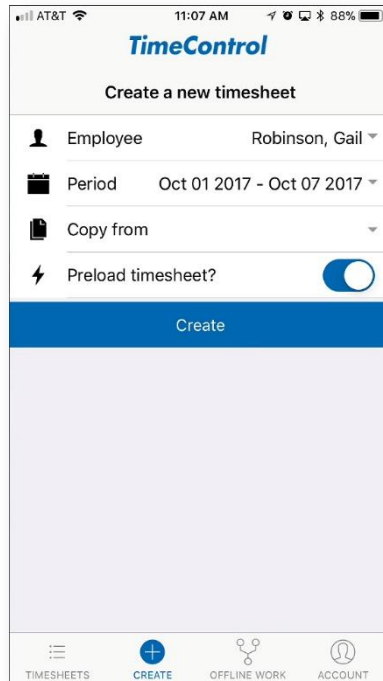 AT&T 11:07 AM 88%
TimeControl
Create a new timesheet
Employee Robinson, Gail
Period Oct 01 2017 - Oct 07 2017
Copy from
Preload timesheet?
Create
TIMESHEETS CREATE OFFLINE WORK ACCOUNT